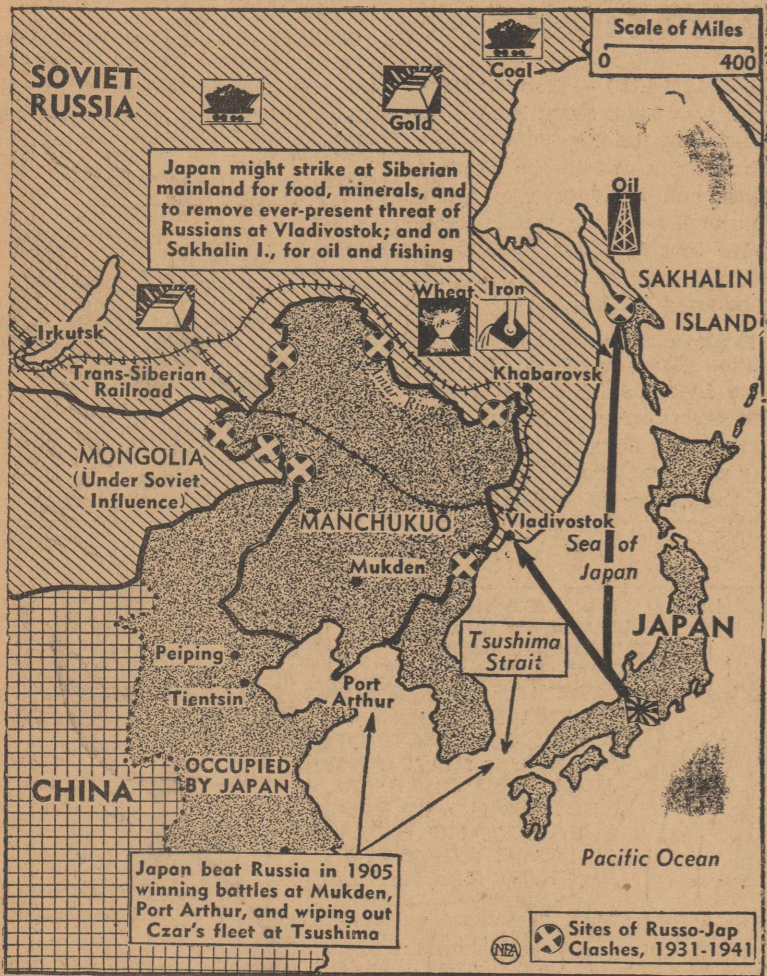 Scale of Miles
0 400
SOVIET
RUSSIA
Coal
Gold
Japan might strike at Siberian
mainland for food, minerals, and
to remove ever-present threat of
Russians at Vladivostok; and on
Sakhalin I., for oil and fishing
Oil
SAKHALIN
ISLAND
Wheat
Iron
Irkutsk
Trans-Siberian
Railroad
Amur River
Khabarovsk
MONGOLIA
(Under Soviet
Influence)
MANCHUKUO
Vladivostok
Sea of
Japan
Mukden
JAPAN
Tsushima
Strait
Peiping
Tientsin
Port
Arthur
OCCUPIED
BY JAPAN
CHINA
Japan beat Russia in 1905
winning battles at Mukden,
Port Arthur, and wiping out
Czar's fleet at Tsushima
Pacific Ocean
NEA
Sites of Russo-Jap
Clashes, 1931-1941